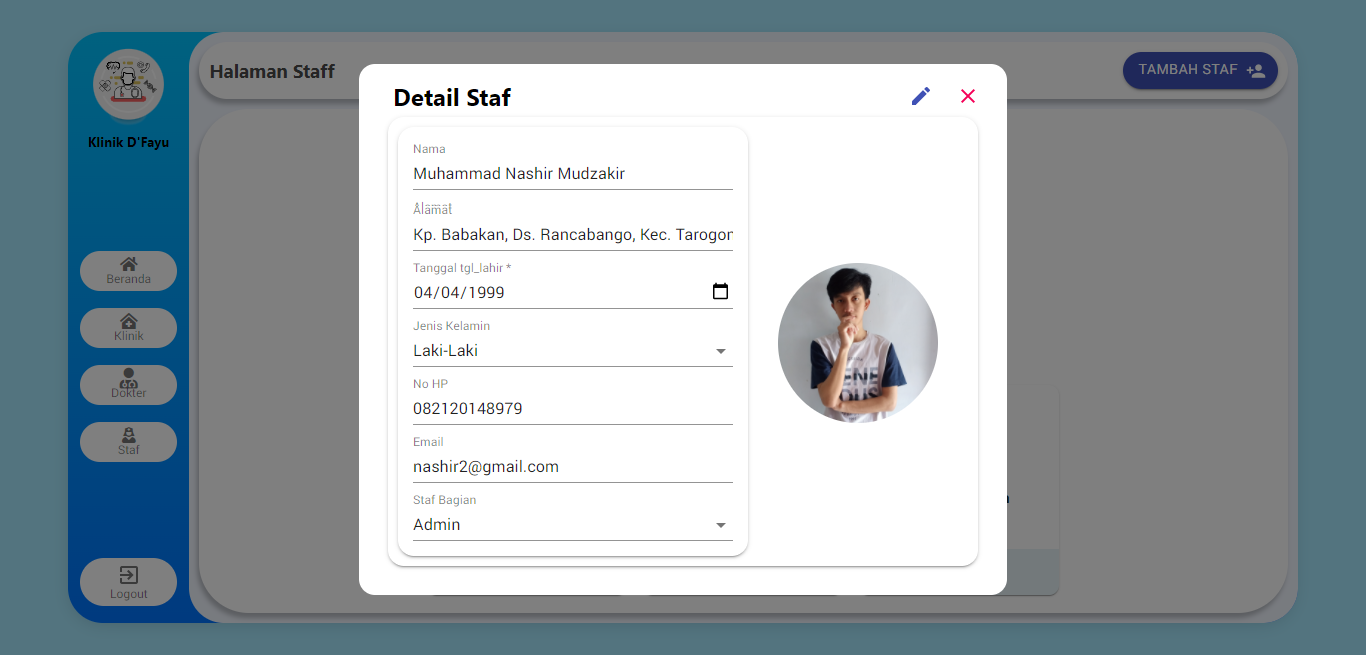 Klinik D'Fayu
Beranda
Klinik
Dokter
Staf
Logout
Halaman Staff
TAMBAH STAF
Detail Staf
Nama
Muhammad Nashir Mudzakir
Alamat
Kp. Babakan, Ds. Rancabango, Kec. Tarogon
Tanggal tgl_lahir *
04/04/1999
Jenis Kelamin
Laki-Laki
No HP
082120148979
Email
nashir2@gmail.com
Staf Bagian
Admin